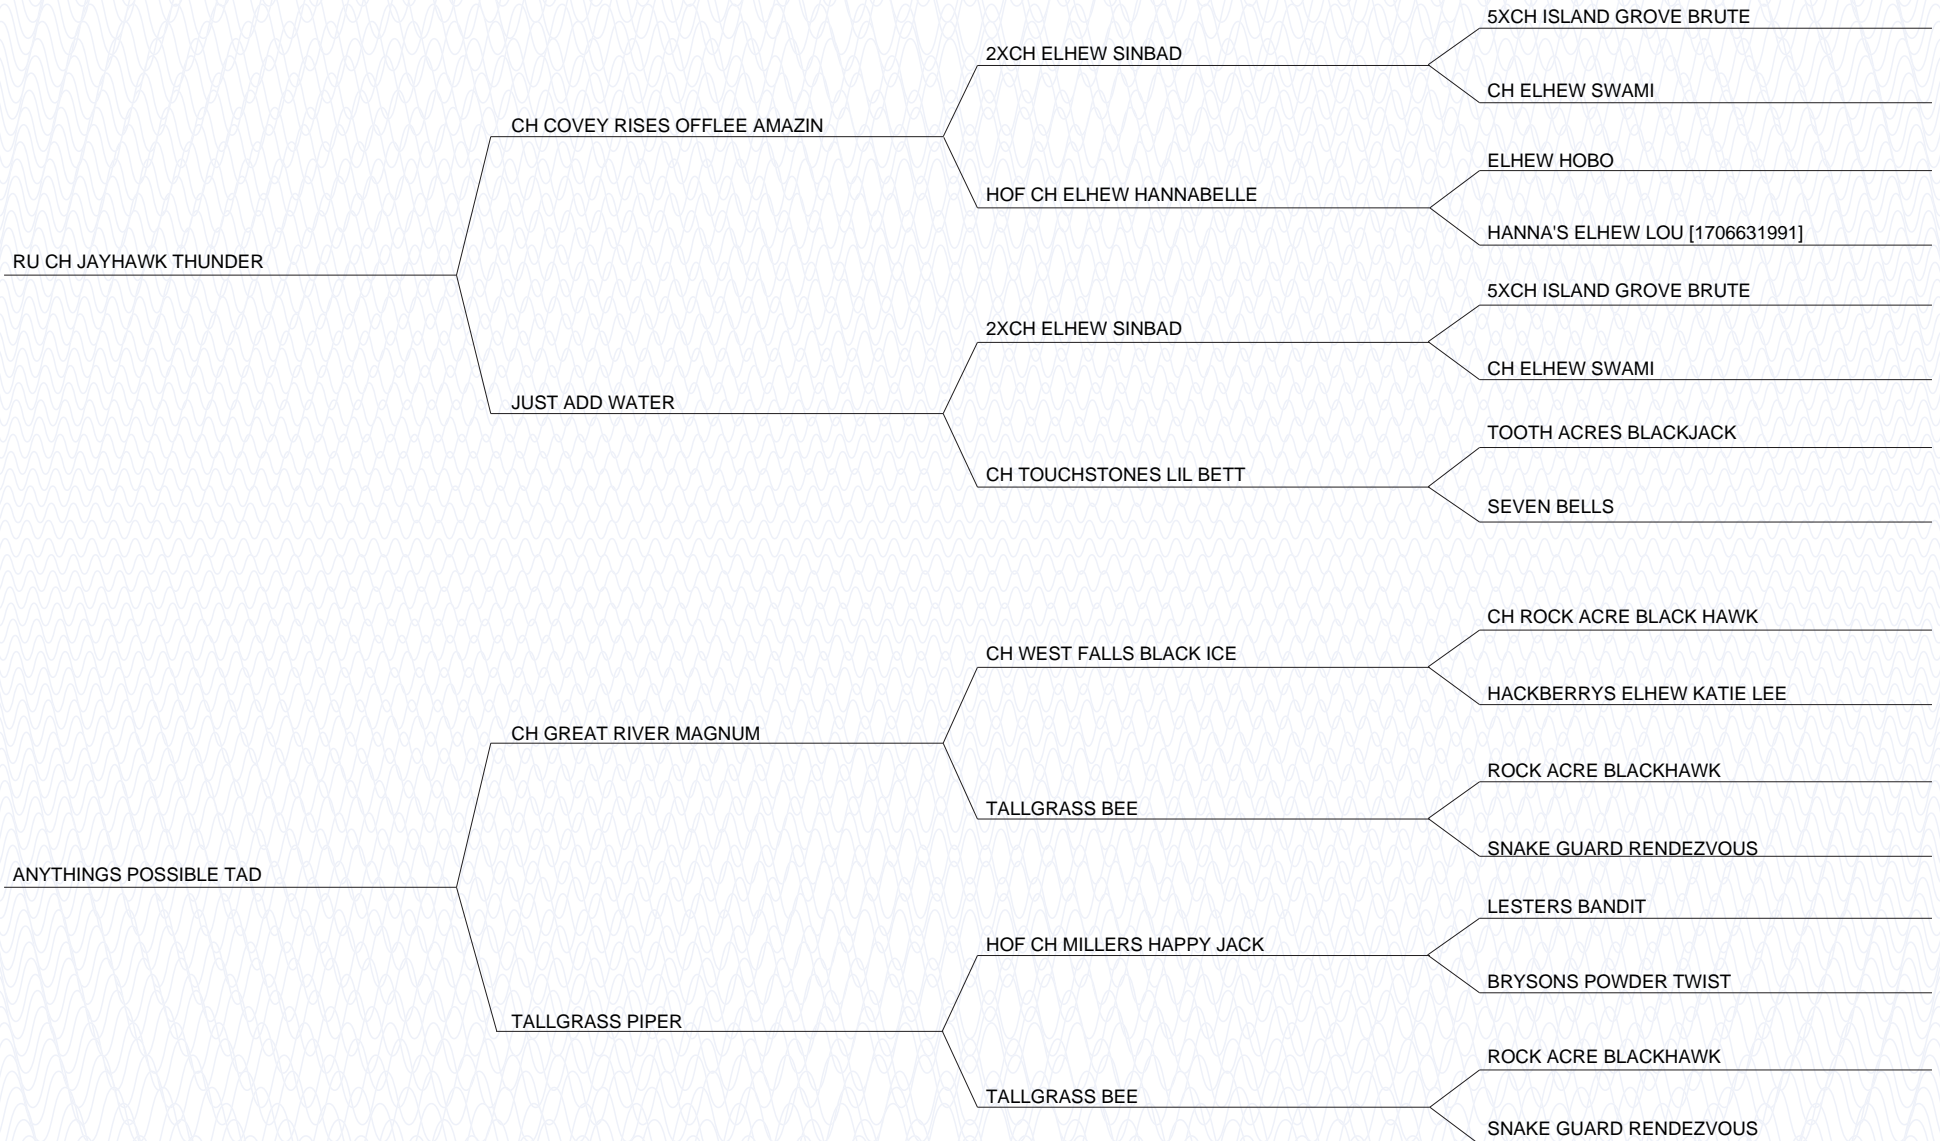 5XCH ISLAND GROVE BRUTE
2XCH ELHEW SINBAD
CH ELHEW SWAMI
CH COVEY RISES OFFLEE AMAZIN
ELHEW HOBO
HOF CH ELHEW HANNABELLE
HANNA'S ELHEW LOU [1706631991]
RU CH JAYHAWK THUNDER
5XCH ISLAND GROVE BRUTE
2XCH ELHEW SINBAD
CH ELHEW SWAMI
JUST ADD WATER
TOOTH ACRES BLACKJACK
CH TOUCHSTONES LIL BETT
SEVEN BELLS
CH ROCK ACRE BLACK HAWK
CH WEST FALLS BLACK ICE
HACKBERRYS ELHEW KATIE LEE
CH GREAT RIVER MAGNUM
ROCK ACRE BLACKHAWK
TALLGRASS BEE
SNAKE GUARD RENDEZVOUS
ANYTHINGS POSSIBLE TAD
LESTERS BANDIT
HOF CH MILLERS HAPPY JACK
BRYSONS POWDER TWIST
TALLGRASS PIPER
ROCK ACRE BLACKHAWK
TALLGRASS BEE
SNAKE GUARD RENDEZVOUS